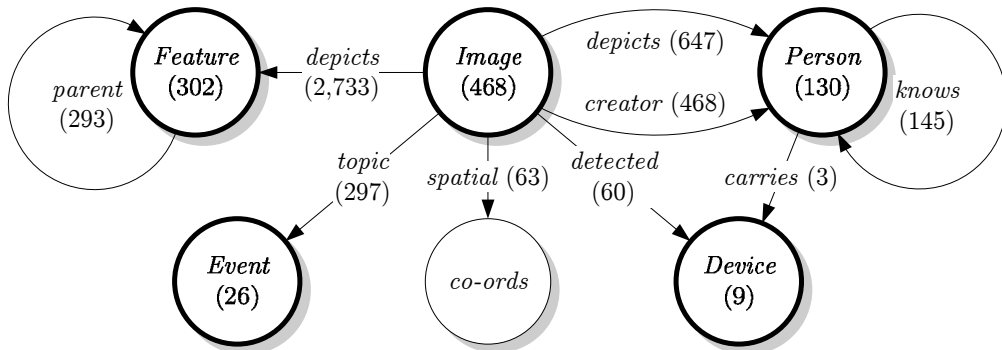 Feature
(302)
depicts
(2,733)
Image
(468)
depicts (647)
creator (468)
Person
(130)
parent
(293)
knows
(145)
topic
(297)
spatial (63)
detected
(60)
carries (3)
Event
(26)
co-ords
Device
(9)